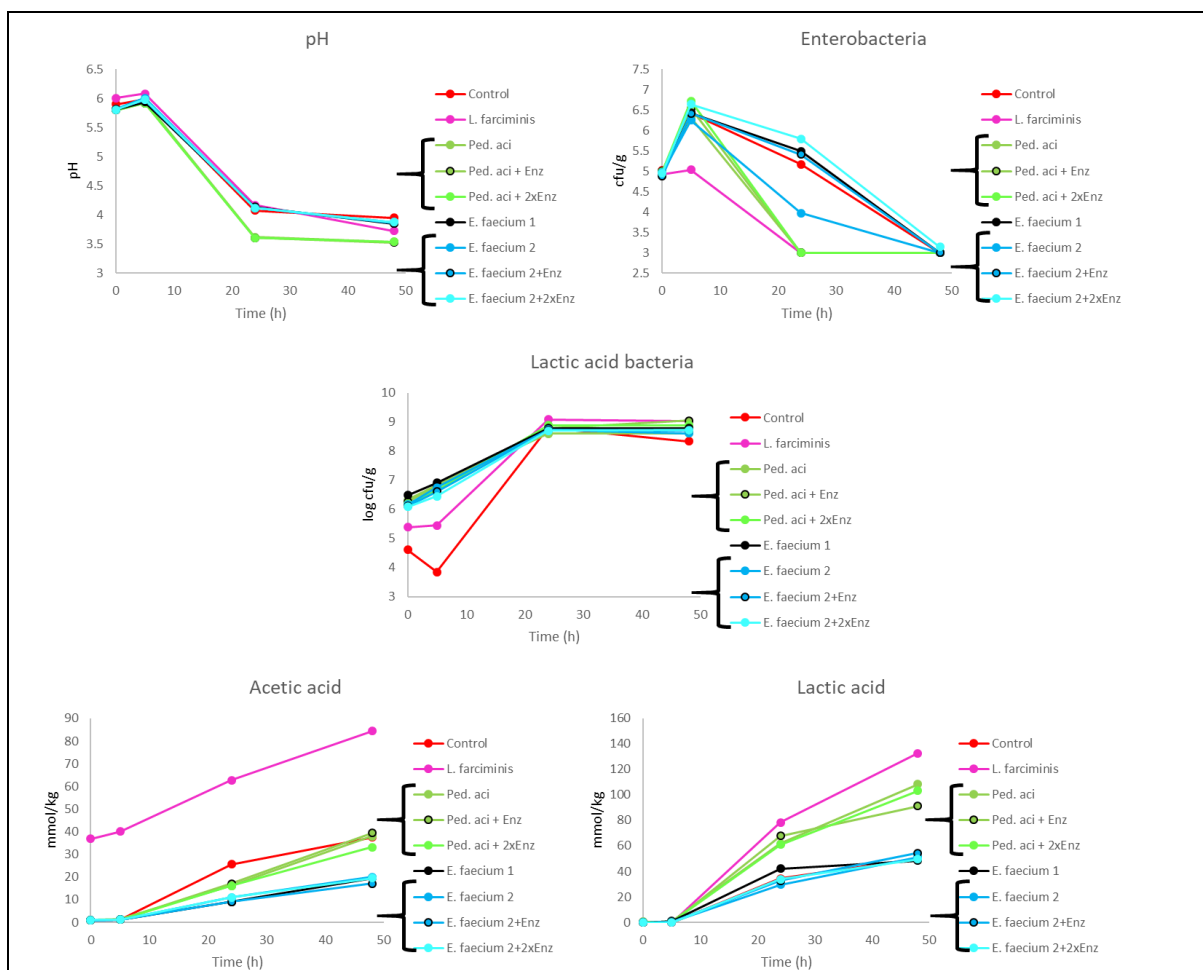 pH
6.5
6
5.5
5
4.5
4
3.5
3
pH
0
10
20
30
40
50
Time (h)
Control
L. farciminis
Ped. aci
Ped. aci + Enz
Ped. aci + 2xEnz
E. faecium 1
E. faecium 2
E. faecium 2+Enz
E. faecium 2+2xEnz
Enterobacteria
7.5
7
6.5
6
5.5
5
4.5
4
3.5
3
2.5
cfu/g
0
10
20
30
40
50
Time (h)
Control
L. farciminis
Ped. aci
Ped. aci + Enz
Ped. aci + 2xEnz
E. faecium 1
E. faecium 2
E. faecium 2+Enz
E. faecium 2+2xEnz
Lactic acid bacteria
10
9
8
7
6
5
4
3
log cfu/g
0
10
20
30
40
50
Time (h)
Control
L. farciminis
Ped. aci
Ped. aci + Enz
Ped. aci + 2xEnz
E. faecium 1
E. faecium 2
E. faecium 2+Enz
E. faecium 2+2xEnz
Acetic acid
90
80
70
60
50
40
30
20
10
0
mmol/kg
0
10
20
30
40
50
Time (h)
Control
L. farciminis
Ped. aci
Ped. aci + Enz
Ped. aci + 2xEnz
E. faecium 1
E. faecium 2
E. faecium 2+Enz
E. faecium 2+2xEnz
Lactic acid
160
140
120
100
80
60
40
20
0
mmol/kg
0
10
20
30
40
50
Time (h)
Control
L. farciminis
Ped. aci
Ped. aci + Enz
Ped. aci + 2xEnz
E. faecium 1
E. faecium 2
E. faecium 2+Enz
E. faecium 2+2xEnz